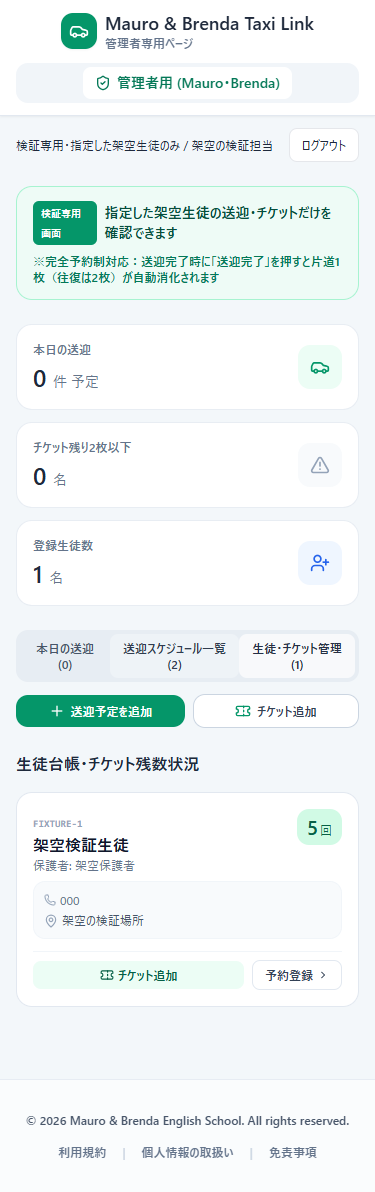 Mauro & Brenda Taxi Link
管理者専用ページ
管理者用 (Mauro・Brenda)
検証専用・指定した架空生徒のみ / 架空の検証担当
ログアウト
検証専用
画面
指定した架空生徒の送迎・チケットだけを
確認できます
※完全予約制対応：送迎完了時に「送迎完了」を押すと片道1
枚（往復は2枚）が自動消化されます
本日の送迎
0 件 予定
チケット残り2枚以下
0 名
登録生徒数
1 名
本日の送迎
(0)
送迎スケジュール一覧
(2)
生徒・チケット管理
(1)
送迎予定を追加
チケット追加
生徒台帳・チケット残数状況
FIXTURE-1
架空検証生徒
保護者: 架空保護者
5 回
000
架空の検証場所
チケット追加
予約登録
© 2026 Mauro & Brenda English School. All rights reserved.
利用規約 | 個人情報の取扱い | 免責事項